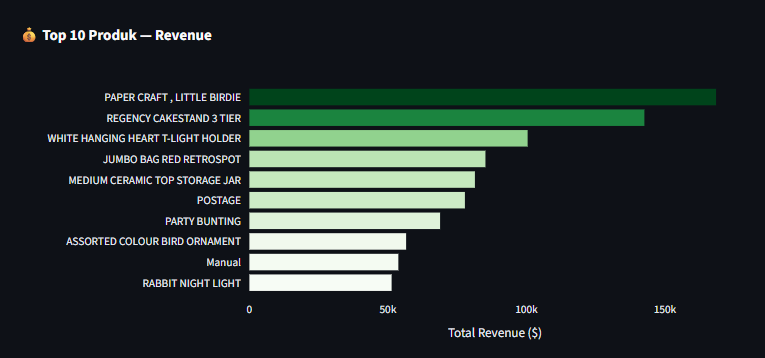 💰 Top 10 Produk — Revenue
PAPER CRAFT , LITTLE BIRDIE
REGENCY CAKESTAND 3 TIER
WHITE HANGING HEART T-LIGHT HOLDER
JUMBO BAG RED RETROSPOT
MEDIUM CERAMIC TOP STORAGE JAR
POSTAGE
PARTY BUNTING
ASSORTED COLOUR BIRD ORNAMENT
Manual
RABBIT NIGHT LIGHT
0 50k 100k 150k
Total Revenue ($)